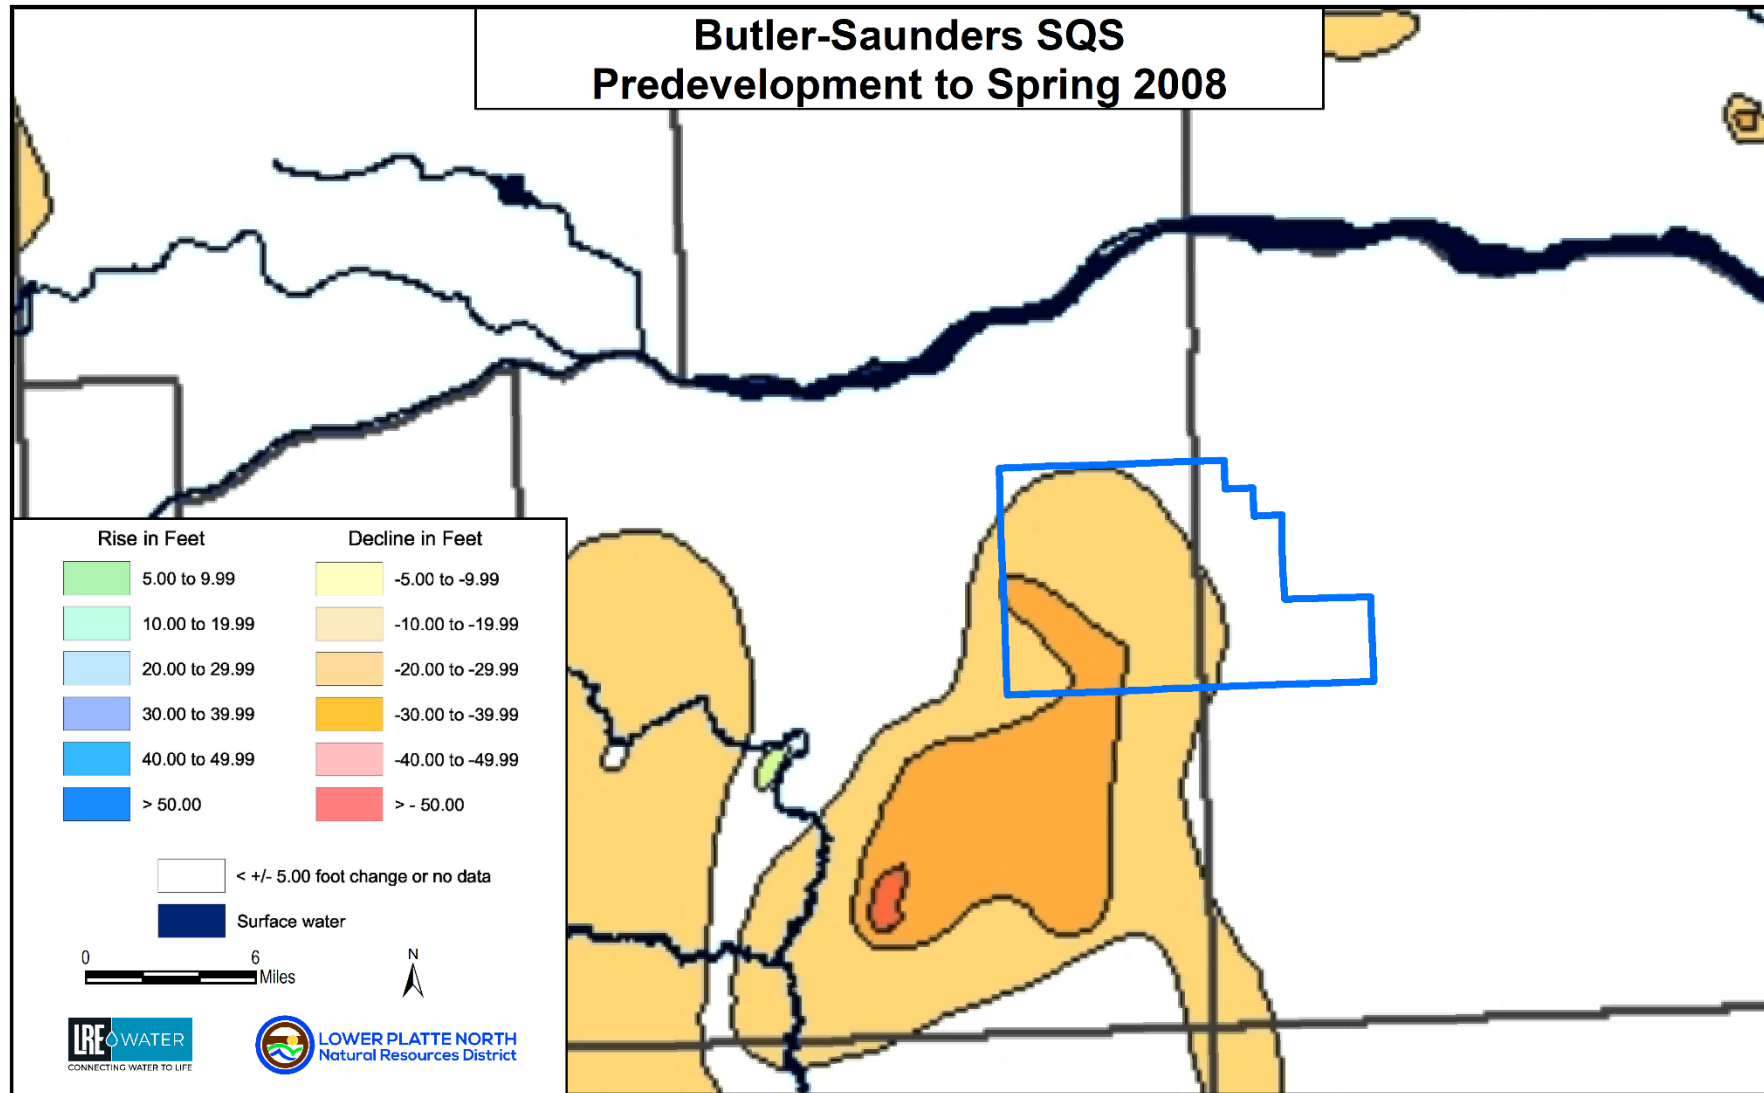 Butler-Saunders SQS
Predevelopment to Spring 2008
Rise in Feet
5.00 to 9.99
10.00 to 19.99
20.00 to 29.99
30.00 to 39.99
40.00 to 49.99
> 50.00
Decline in Feet
-5.00 to -9.99
-10.00 to -19.99
-20.00 to -29.99
-30.00 to -39.99
-40.00 to -49.99
> - 50.00
< +/- 5.00 foot change or no data
Surface water
0 6
Miles
N
LRE WATER
CONNECTING WATER TO LIFE
LOWER PLATTE NORTH
Natural Resources District